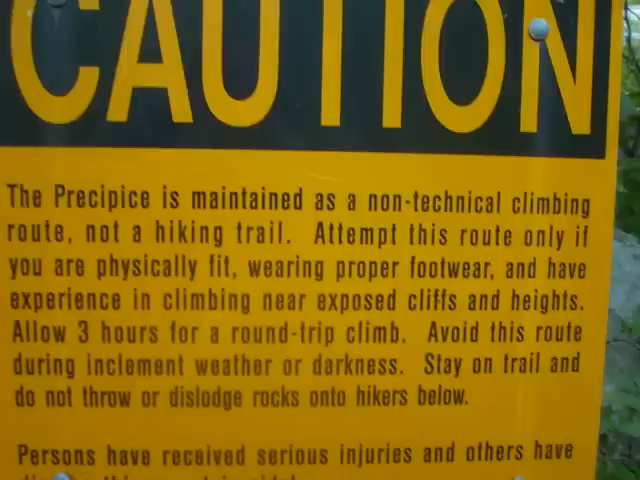 CAUTION
The Precipice is maintained as a non-technical climbing
route, not a hiking trail. Attempt this route only if
you are physically fit, wearing proper footwear, and have
experience in climbing near exposed cliffs and heights.
Allow 3 hours for a round-trip climb. Avoid this route
during inclement weather or darkness. Stay on trail and
do not throw or dislodge rocks onto hikers below.
Persons have received serious injuries and others have